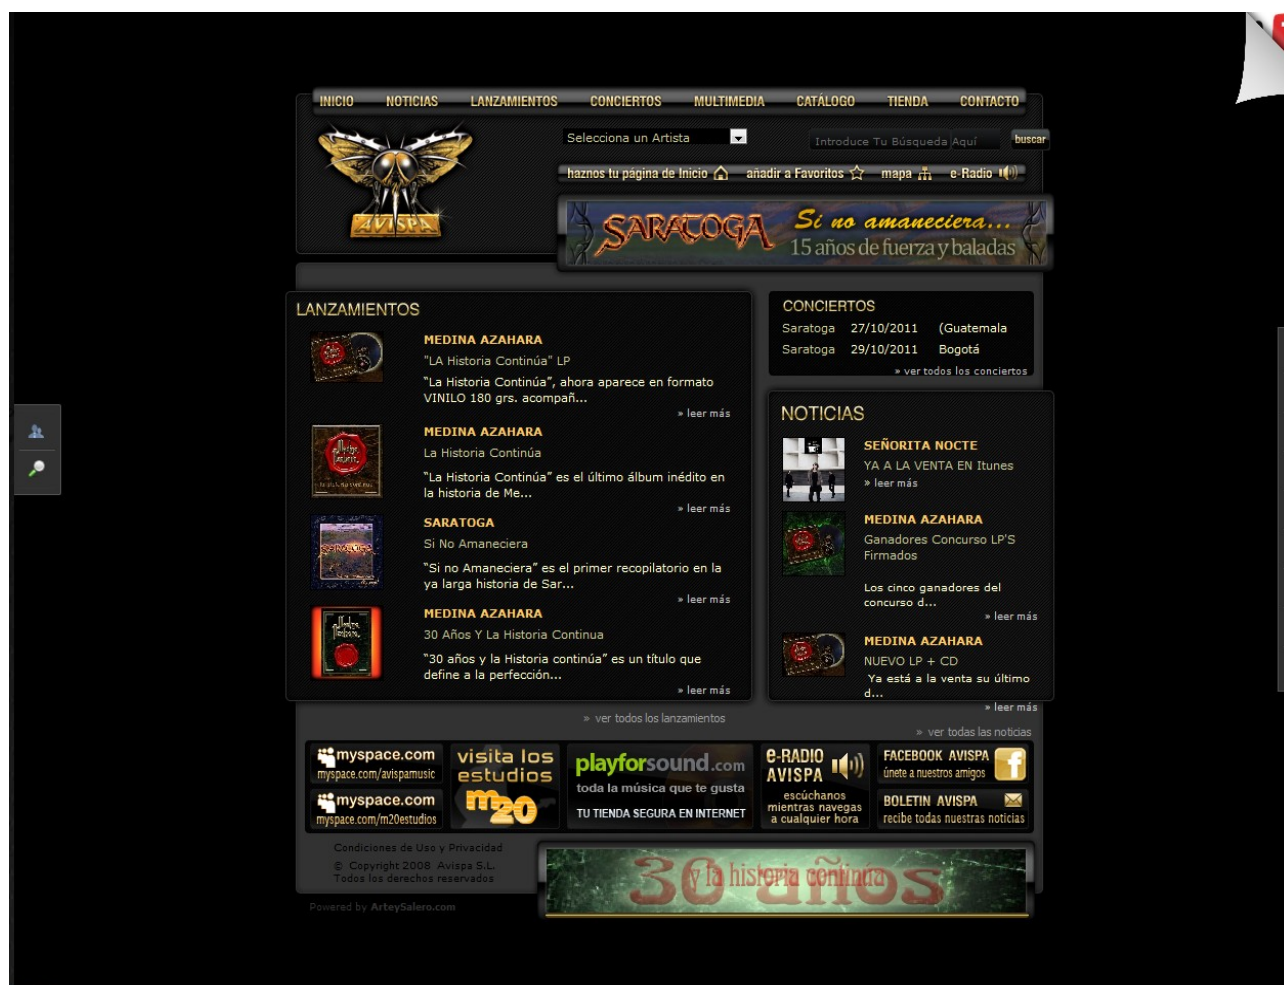 INICIO NOTICIAS LANZAMIENTOS CONCIERTOS MULTIMEDIA CATÁLOGO TIENDA CONTACTO
Selecciona un Artista
Introduce Tu Búsqueda Aquí
buscar
haznos tu página de Inicio añadir a Favoritos mapa e-Radio
AVISPA
SARATOGA
Si no amaneciera...
15 años de fuerza y baladas
LANZAMIENTOS
MEDINA AZAHARA
"LA Historia Continúa" LP
"La Historia Continúa", ahora aparece en formato
VINILO 180 grs. acompañ...
» leer más
MEDINA AZAHARA
La Historia Continúa
"La Historia Continúa" es el último álbum inédito en
la historia de Me...
» leer más
SARATOGA
Si No Amaneciera
"Si no Amaneciera" es el primer recopilatorio en la
ya larga historia de Sar...
» leer más
MEDINA AZAHARA
30 Años Y La Historia Continua
"30 años y la Historia continúa" es un título que
define a la perfección...
» leer más
» ver todos los lanzamientos
CONCIERTOS
Saratoga 27/10/2011 (Guatemala
Saratoga 29/10/2011 Bogotá
» ver todos los conciertos
NOTICIAS
SEÑORITA NOCTE
YA A LA VENTA EN Itunes
» leer más
MEDINA AZAHARA
Ganadores Concurso LP'S
Firmados
Los cinco ganadores del
concurso d...
» leer más
MEDINA AZAHARA
NUEVO LP + CD
Ya está a la venta su último
d...
» leer más
» ver todas las noticias
myspace.com
myspace.com/avispamusic
myspace.com
myspace.com/m20estudios
visita los
estudios
m20
playforsound.com
toda la música que te gusta
TU TIENDA SEGURA EN INTERNET
e-RADIO
AVISPA
escúchanos
mientras navegas
a cualquier hora
FACEBOOK AVISPA
únete a nuestros amigos
BOLETIN AVISPA
recibe todas nuestras noticias
Condiciones de Uso y Privacidad
© Copyright 2008 Avispa S.L.
Todos los derechos reservados
30 años
y la historia continúa
Powered by ArteySalero.com